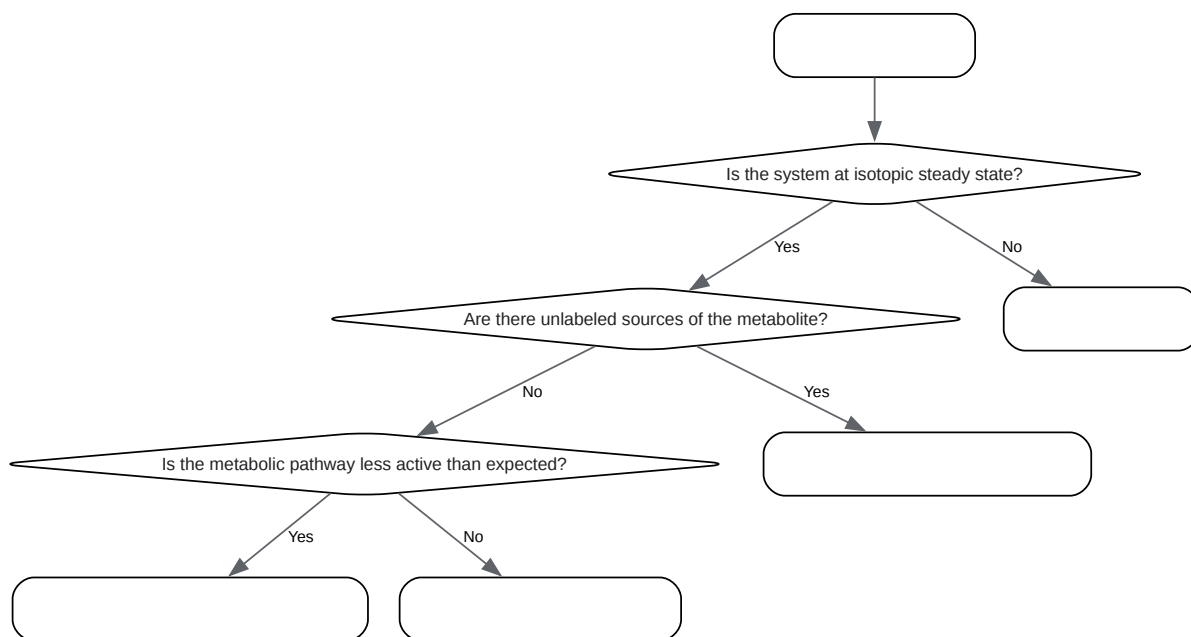 Is the system at isotopic steady state?
Yes
No
Are there unlabeled sources of the metabolite?
No
Yes
Is the metabolic pathway less active than expected?
Yes
No